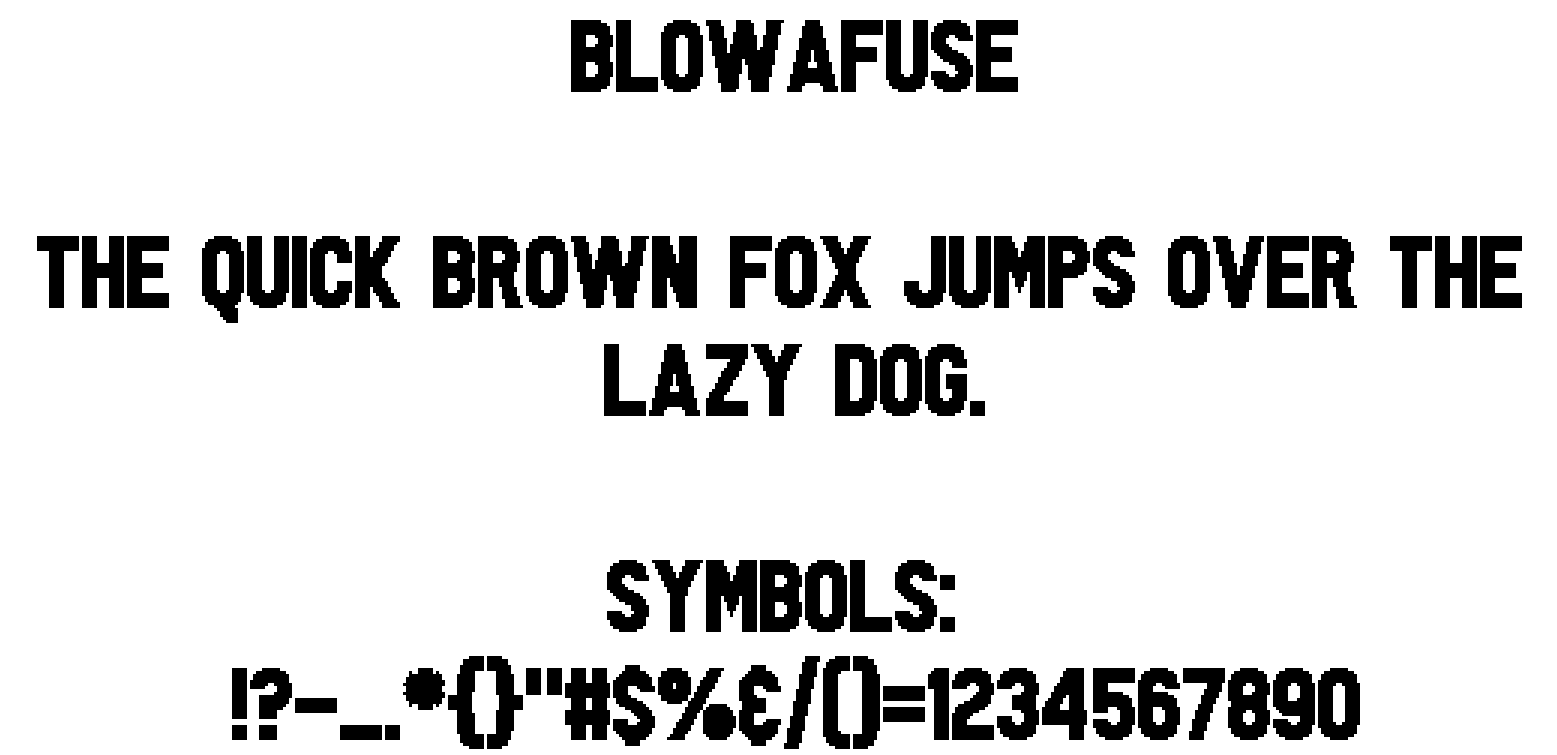 BLOWAFUSE
THE QUICK BROWN FOX JUMPS OVER THE
LAZY DOG.
SYMBOLS:
!?-_.*{}"#$%&/()=1234567890